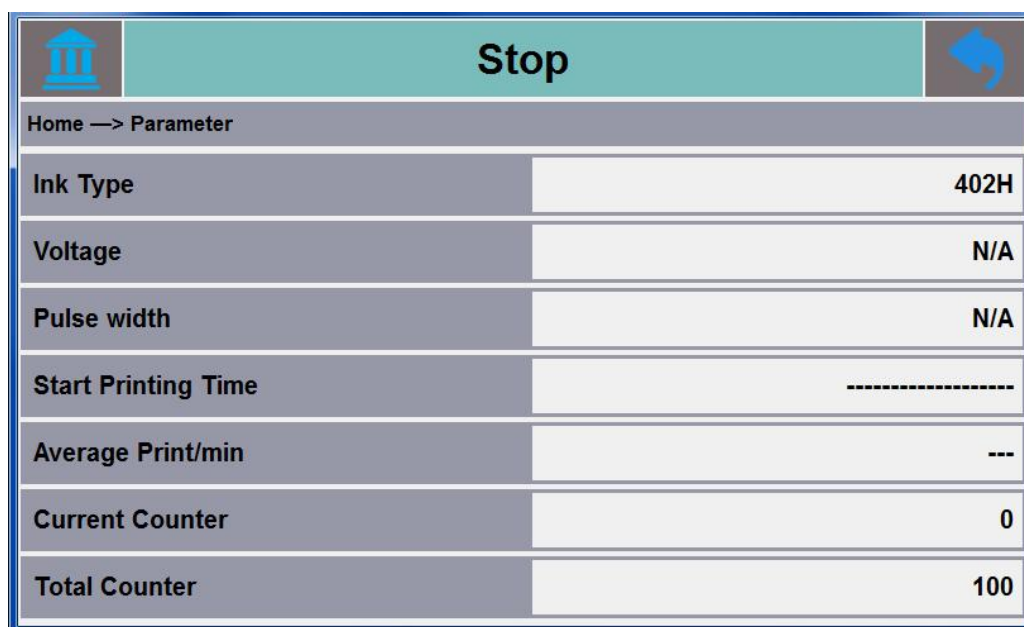 Stop
Home —> Parameter
Ink Type 402H
Voltage N/A
Pulse width N/A
Start Printing Time -------------------
Average Print/min ---
Current Counter 0
Total Counter 100